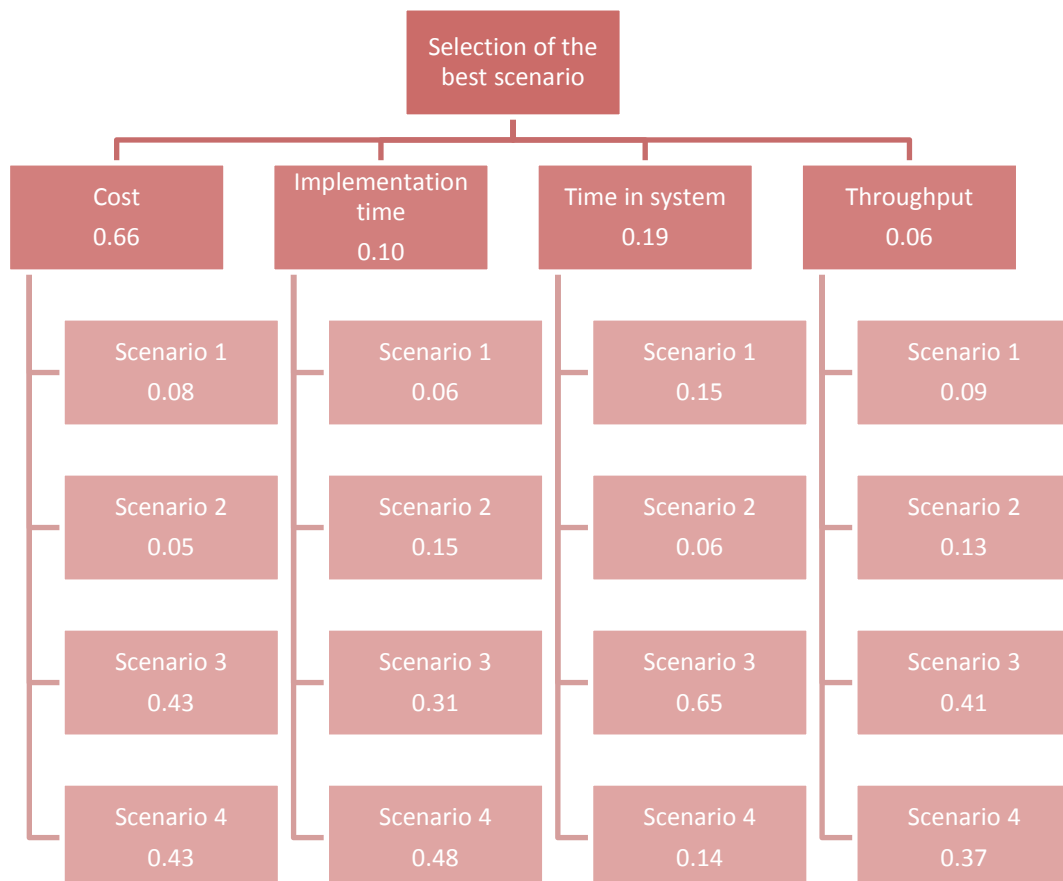 Selection of the
best scenario
Cost
0.66
Implementation
time
0.10
Time in system
0.19
Throughput
0.06
Scenario 1
0.08
Scenario 1
0.06
Scenario 1
0.15
Scenario 1
0.09
Scenario 2
0.05
Scenario 2
0.15
Scenario 2
0.06
Scenario 2
0.13
Scenario 3
0.43
Scenario 3
0.31
Scenario 3
0.65
Scenario 3
0.41
Scenario 4
0.43
Scenario 4
0.48
Scenario 4
0.14
Scenario 4
0.37